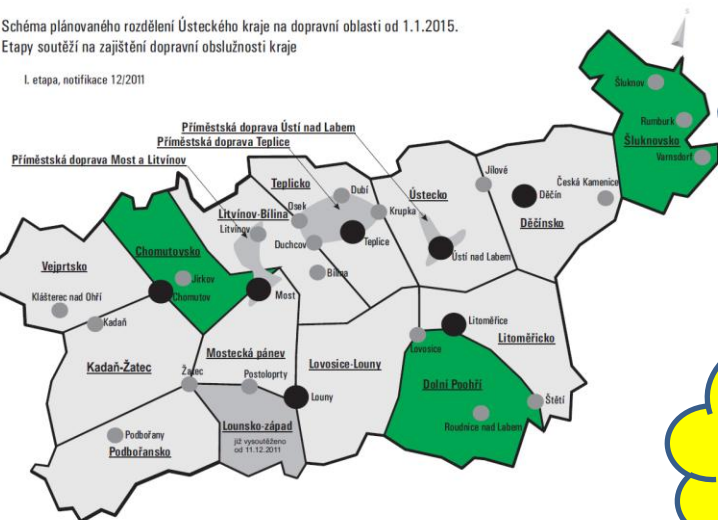 Schéma plánovaného rozdělení Ústeckého kraje na dopravní oblasti od 1.1.2015.
Etapy soutěží na zajištění dopravní obslužnosti kraje
I. etapa, notifikace 12/2011
Příměstská doprava Ústí nad Labem
Příměstská doprava Teplice
Příměstská doprava Most a Litvínov
Šluknov
Rumburk
Šluknovsko
Varnsdorf
Teplicko
Dubí
Osek
Krupka
Ústecko
Jílové
Děčín
Česká Kamenice
Děčínsko
Litvínov-Bílina
Litvínov
Duchcov
Teplice
Bílina
Ústí nad Labem
Chomutovsko
Jirkov
Chomutov
Most
Vejprtsko
Klášterec nad Ohří
Kadaň
Kadaň-Žatec
Mostecká pánev
Žatec
Postoloprty
Louny
Lovosice-Louny
Litoměřice
Lovosice
Litoměřicko
Dolní Poohří
Štětí
Roudnice nad Labem
Lounsko-západ
již vysoutěženo
od 11.12.2011
Podbořany
Podbořansko